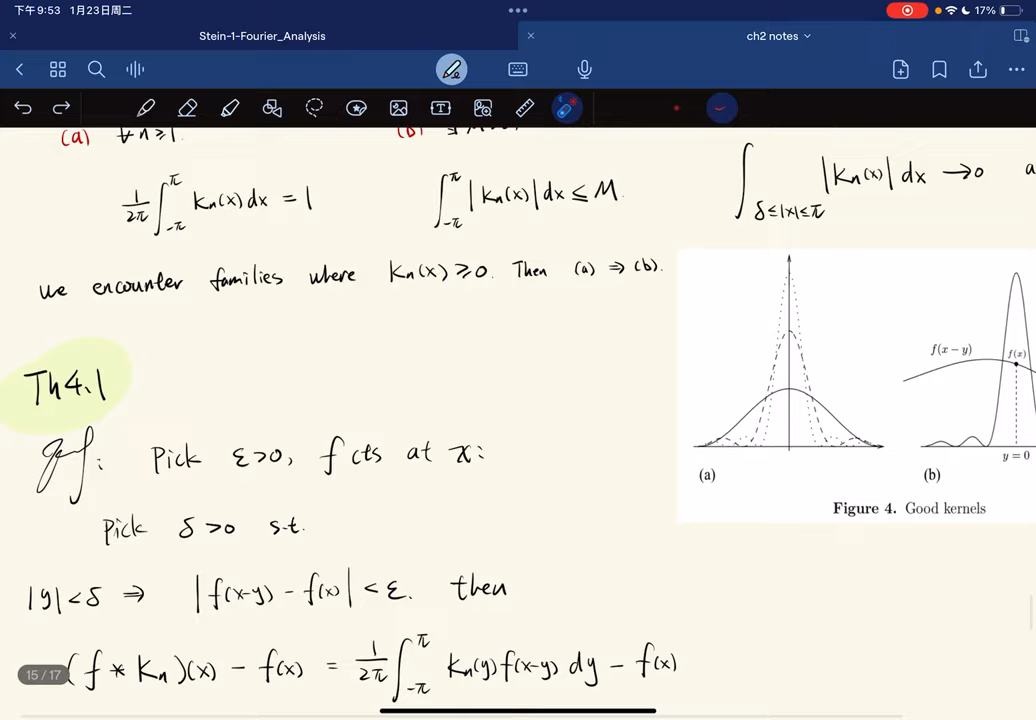 下午9:53 1月23日周二
17%
Stein-1-Fourier_Analysis
ch2 notes
(a) ∀ n ≥ 1.
(b)
1/2π ∫_{-π}^{π} Kn(x) dx = 1
∫_{-π}^{π} |Kn(x)| dx ≤ M.
∫_{δ≤|x|≤π} |Kn(x)| dx → 0 a
we encounter families where Kn(x) ≥ 0. Then (a) ⇒ (b).
f(x − y)
f(x)
y = 0
(a)
(b)
Figure 4. Good kernels
Th4.1
Proof: Pick ε>0, f cts at x:
Pick δ>0 s.t.
|y|<δ ⇒ |f(x-y) - f(x)| < ε. then
(f * Kn)(x) - f(x) = 1/2π ∫_{-π}^{π} Kn(y) f(x-y) dy - f(x)
15 / 17